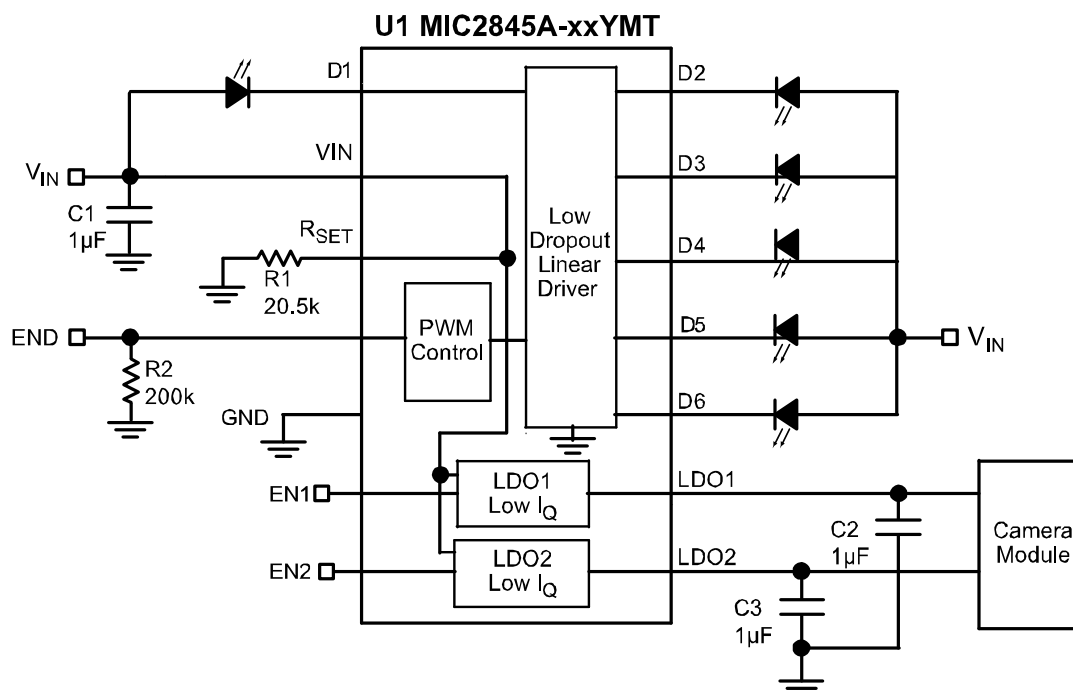 U1 MIC2845A-xxYMT
D1
D2
VIN
D3
VIN
C1
1µF
RSET
R1
20.5k
Low
Dropout
Linear
Driver
D4
END
PWM
Control
D5
VIN
R2
200k
GND
D6
EN1
LDO1
Low IQ
LDO1
C2
1µF
Camera
Module
EN2
LDO2
Low IQ
LDO2
C3
1µF